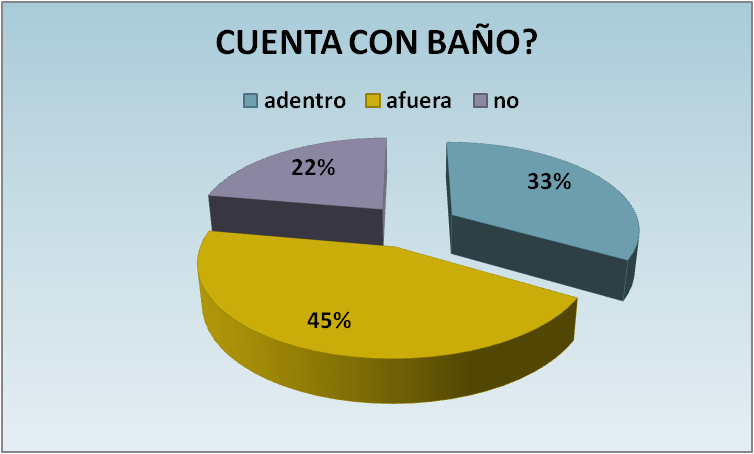 CUENTA CON BAÑO?
adentro afuera no
22%
33%
45%